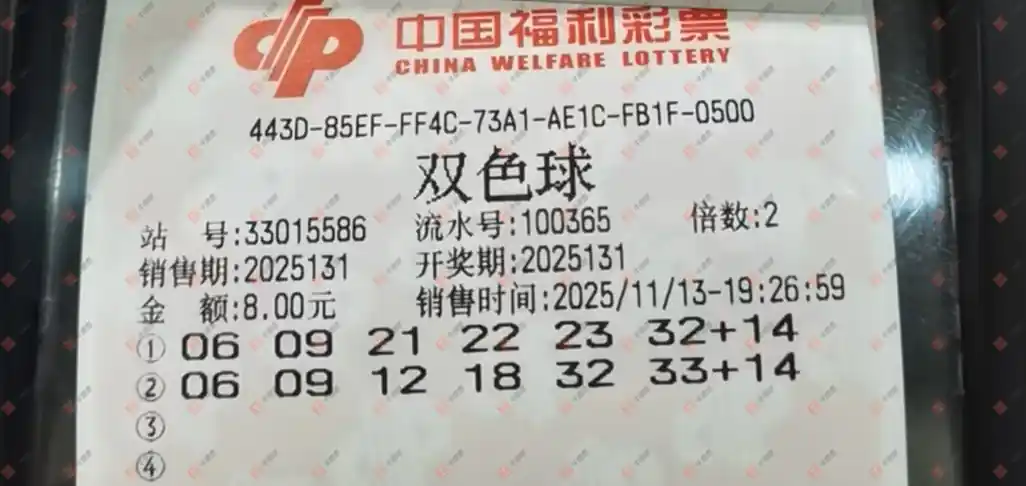 中国福利彩票
CHINA WELFARE LOTTERY
443D-85EF-FF4C-73A1-AE1C-FB1F-0500
双色球
站 号:33015586 流水号:100365 倍数:2
销售期:2025131 开奖期:2025131
金 额:8.00元 销售时间:2025/11/13-19:26:59
① 06 09 21 22 23 32+14
② 06 09 12 18 32 33+14
③
④